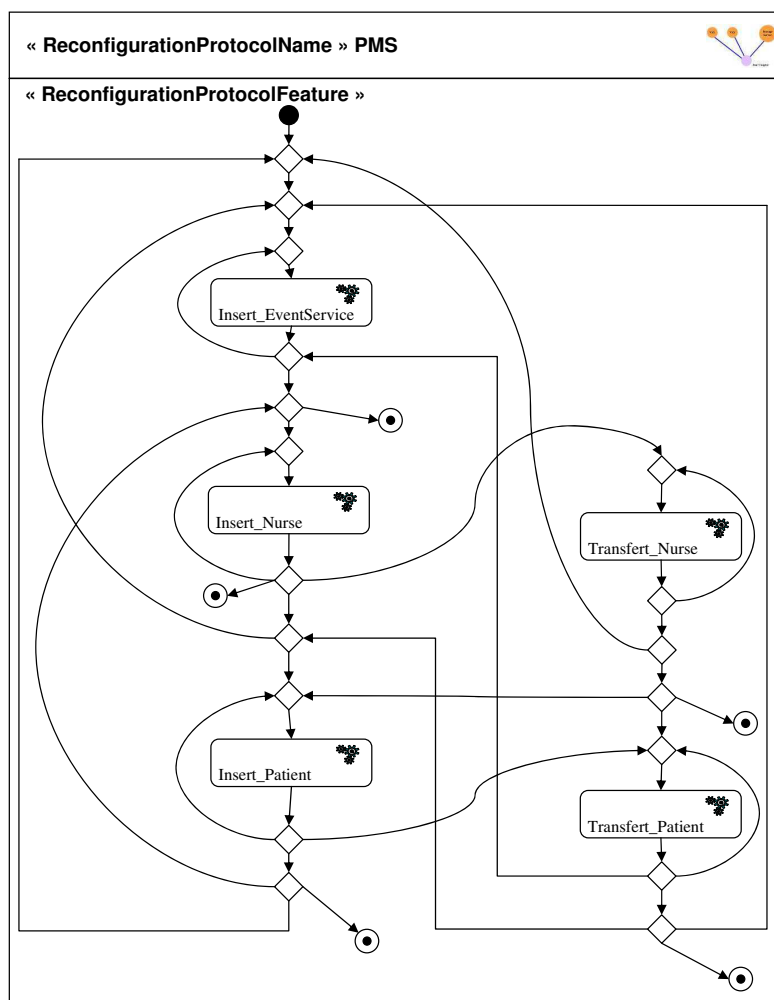 « ReconfigurationProtocolName » PMS
« ReconfigurationProtocolFeature »
Insert_EventService
Insert_Nurse
Transfert_Nurse
Insert_Patient
Transfert_Patient